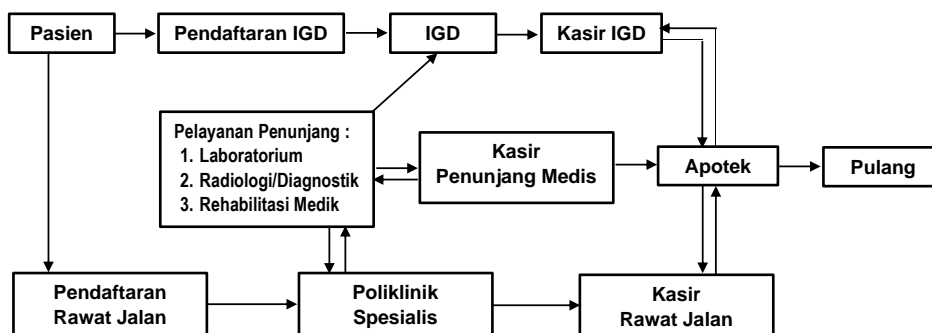 Pasien
Pendaftaran IGD
IGD
Kasir IGD
Pelayanan Penunjang :
1. Laboratorium
2. Radiologi/Diagnostik
3. Rehabilitasi Medik
Kasir
Penunjang Medis
Apotek
Pulang
Pendaftaran
Rawat Jalan
Poliklinik
Spesialis
Kasir
Rawat Jalan